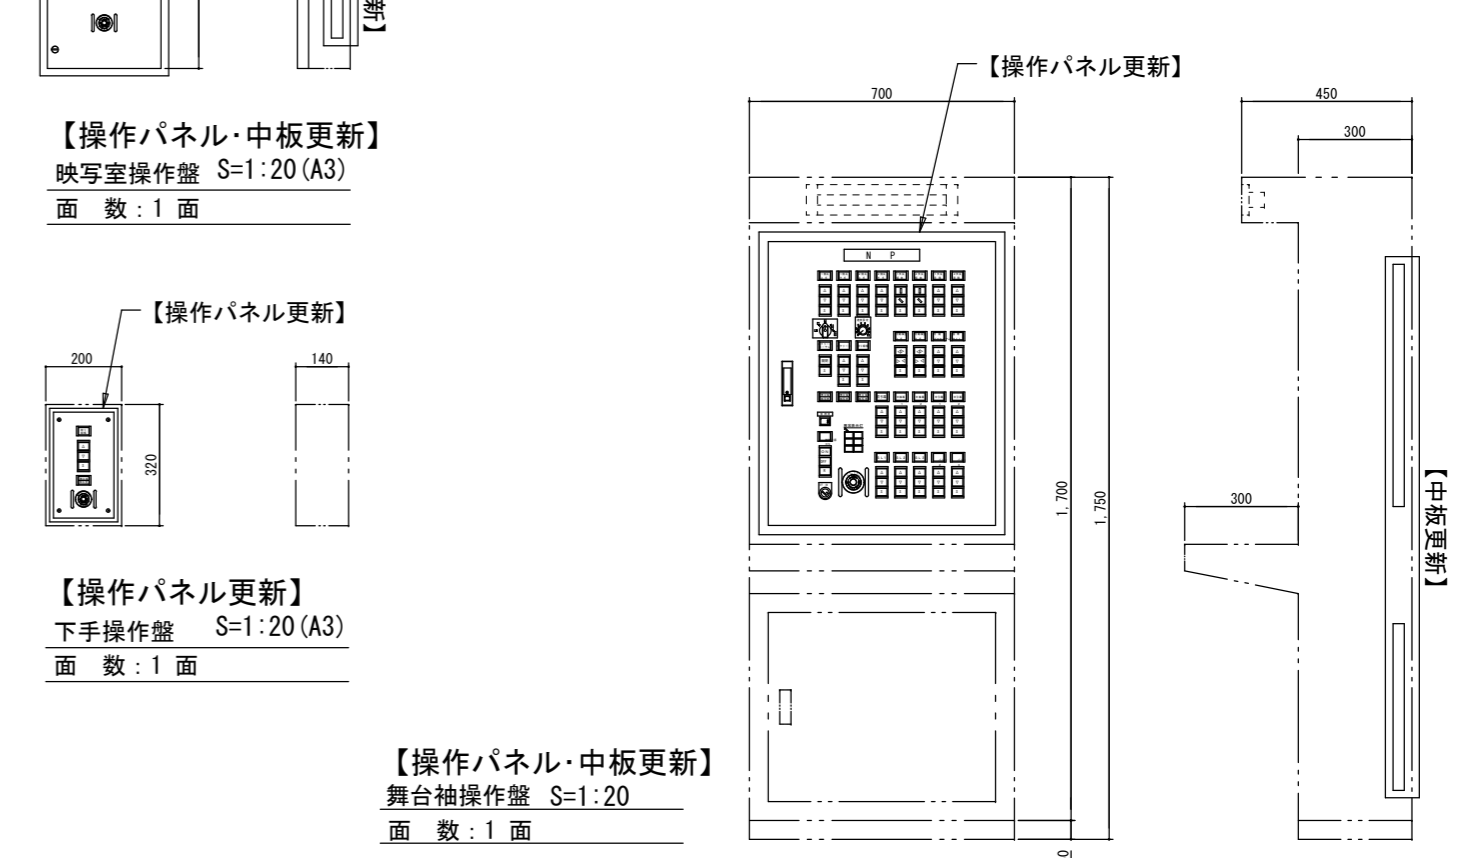 新】
【操作パネル・中板更新】
映写室操作盤 S=1:20(A3)
面 数:1 面
【操作パネル更新】
200
140
320
【操作パネル更新】
下手操作盤 S=1:20(A3)
面 数:1 面
【操作パネル更新】
700
450
300
N P
1,700
1,750
300
【中板更新】
【操作パネル・中板更新】
舞台袖操作盤 S=1:20
面 数:1 面